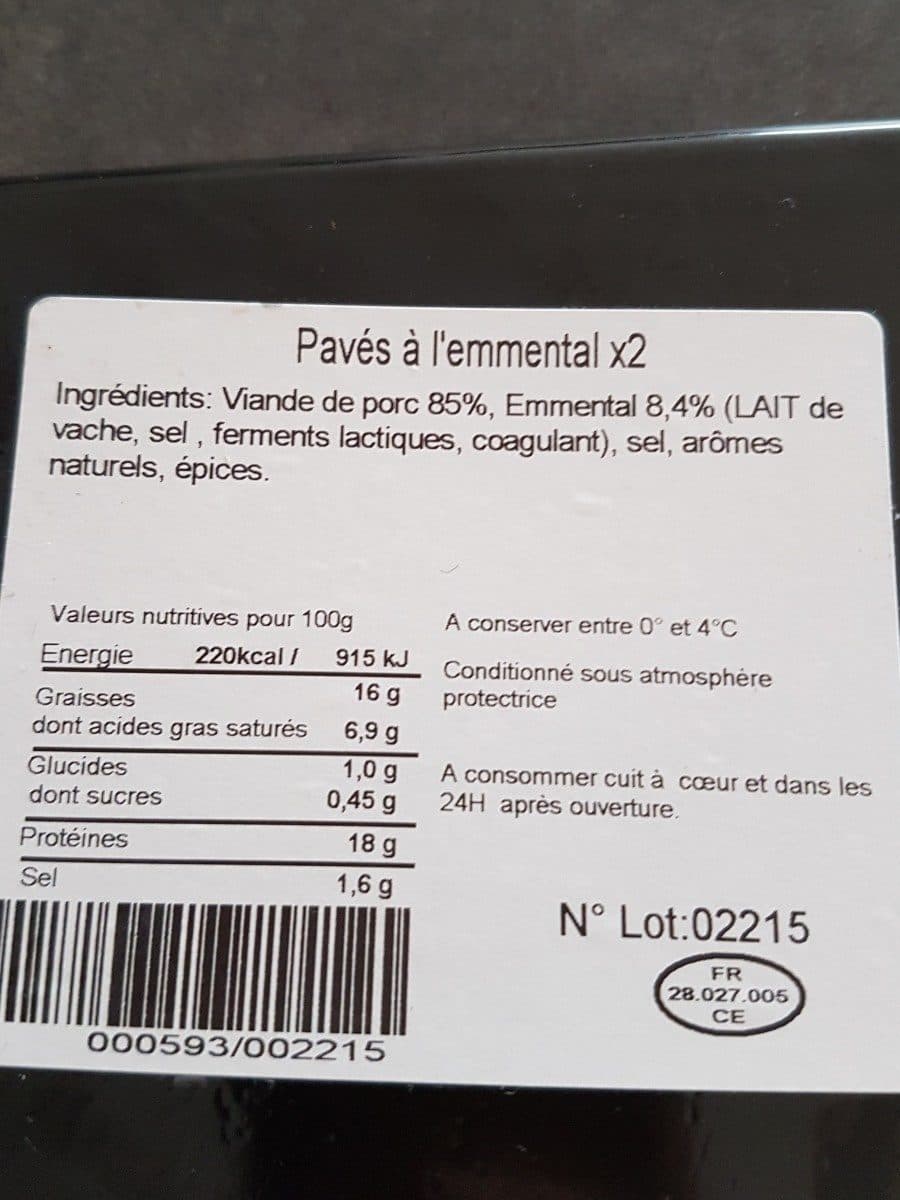 Pavés à l'emmental x2
Ingrédients: Viande de porc 85%, Emmental 8,4% (LAIT de
vache, sel , ferments lactiques, coagulant), sel, arômes
naturels, épices.
Valeurs nutritives pour 100g
Energie 220kcal / 915 kJ
Graisses 16 g
dont acides gras saturés 6,9 g
Glucides 1,0 g
dont sucres 0,45 g
Protéines 18 g
Sel 1,6 g
000593/002215
A conserver entre 0° et 4°C
Conditionné sous atmosphère
protectrice
A consommer cuit à cœur et dans les
24H après ouverture.
N° Lot:02215
FR
28.027.005
CE